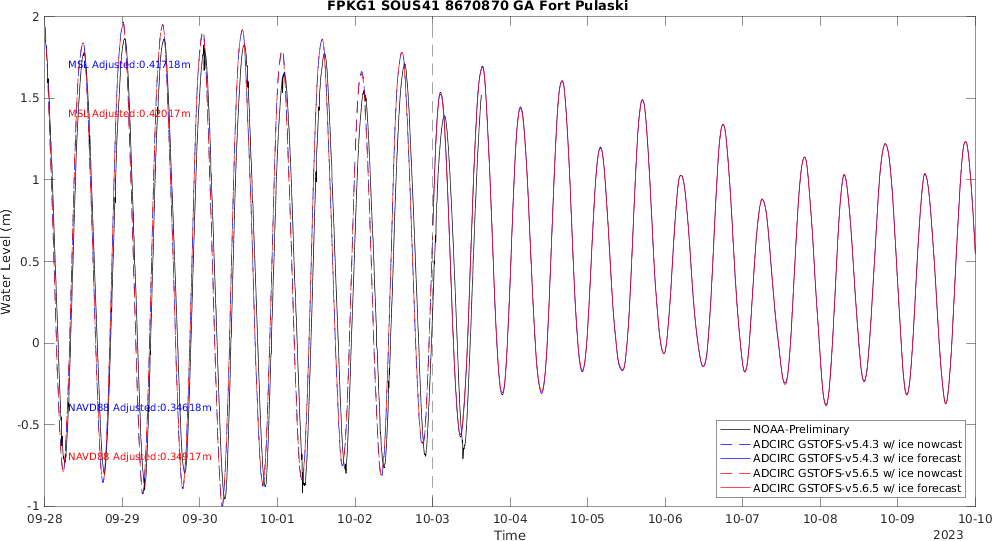 FPKG1 SOUS41 8670870 GA Fort Pulaski
2
1.5
1
0.5
0
-0.5
-1
Water Level (m)
MSL Adjusted:0.41718m
MSL Adjusted:0.42017m
NAVD88 Adjusted:0.34618m
NAVD88 Adjusted:0.34917m
NOAA-Preliminary
ADCIRC GSTOFS-v5.4.3 w/ ice nowcast
ADCIRC GSTOFS-v5.4.3 w/ ice forecast
ADCIRC GSTOFS-v5.6.5 w/ ice nowcast
ADCIRC GSTOFS-v5.6.5 w/ ice forecast
09-28 09-29 09-30 10-01 10-02 10-03 10-04 10-05 10-06 10-07 10-08 10-09 10-10
Time
2023